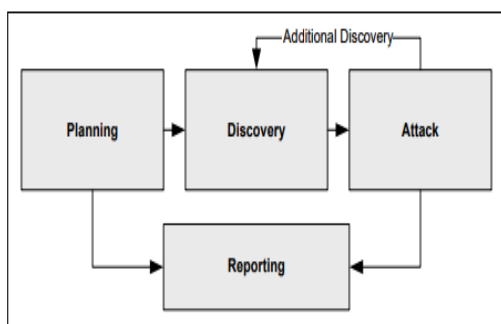 Additional Discovery
Planning
Discovery
Attack
Reporting